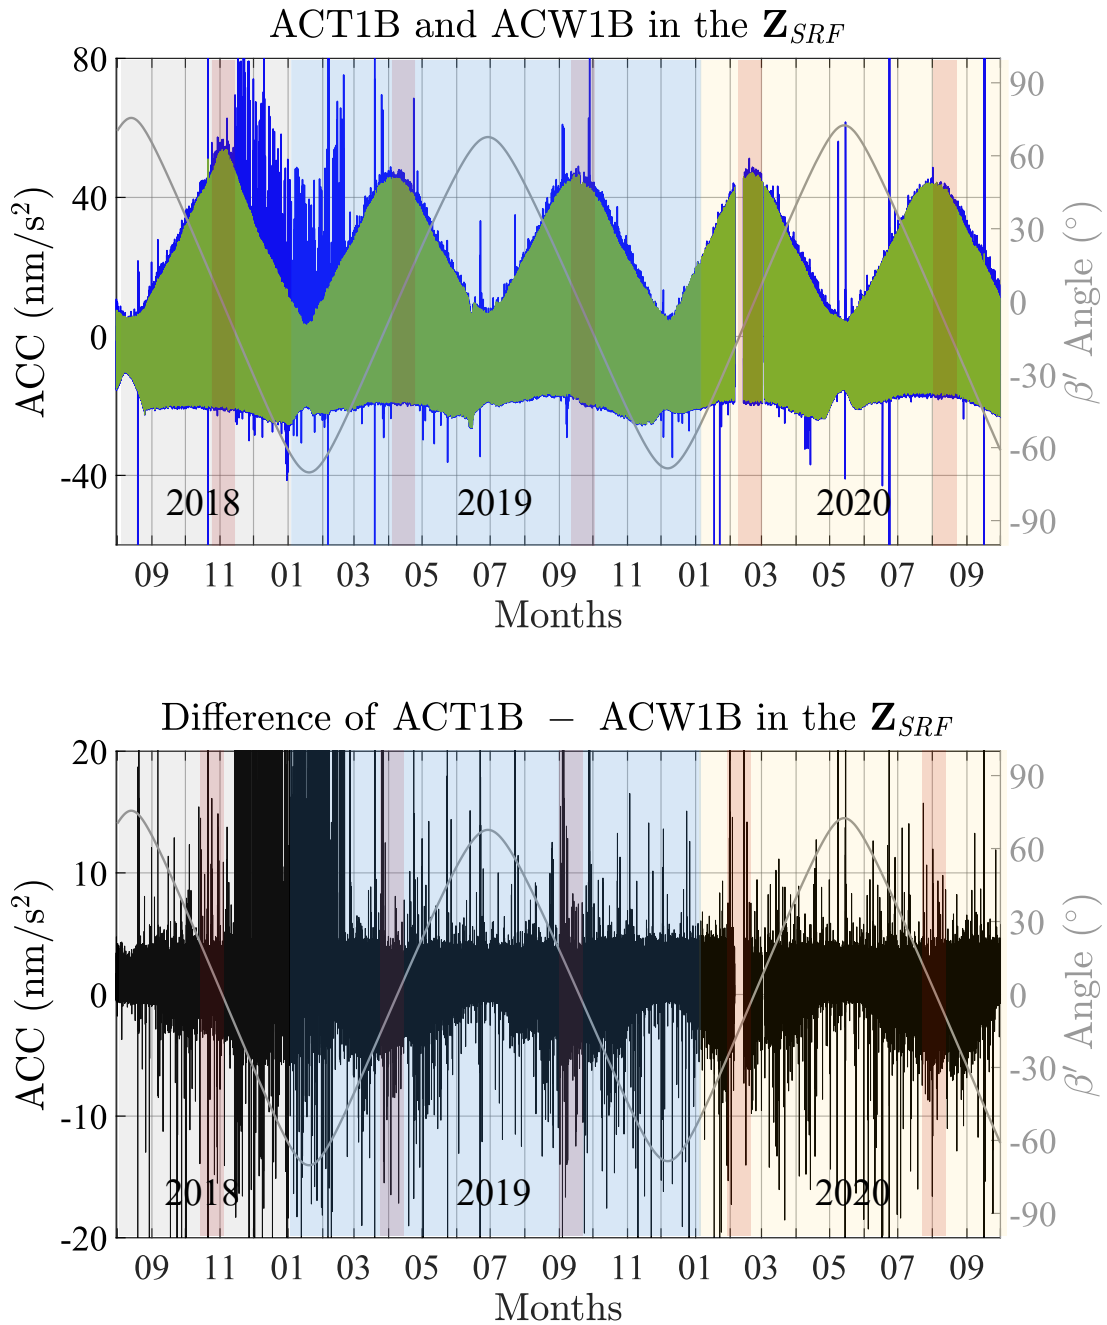 ACT1B and ACW1B in the Z_SRF
80
40
0
-40
ACC (nm/s²)
90
60
30
0
-30
-60
-90
β′ Angle (°)
2018 2019 2020
09 11 01 03 05 07 09 11 01 03 05 07 09
Months
Difference of ACT1B − ACW1B in the Z_SRF
20
10
0
-10
-20
ACC (nm/s²)
90
60
30
0
-30
-60
-90
β′ Angle (°)
2018 2019 2020
09 11 01 03 05 07 09 11 01 03 05 07 09
Months